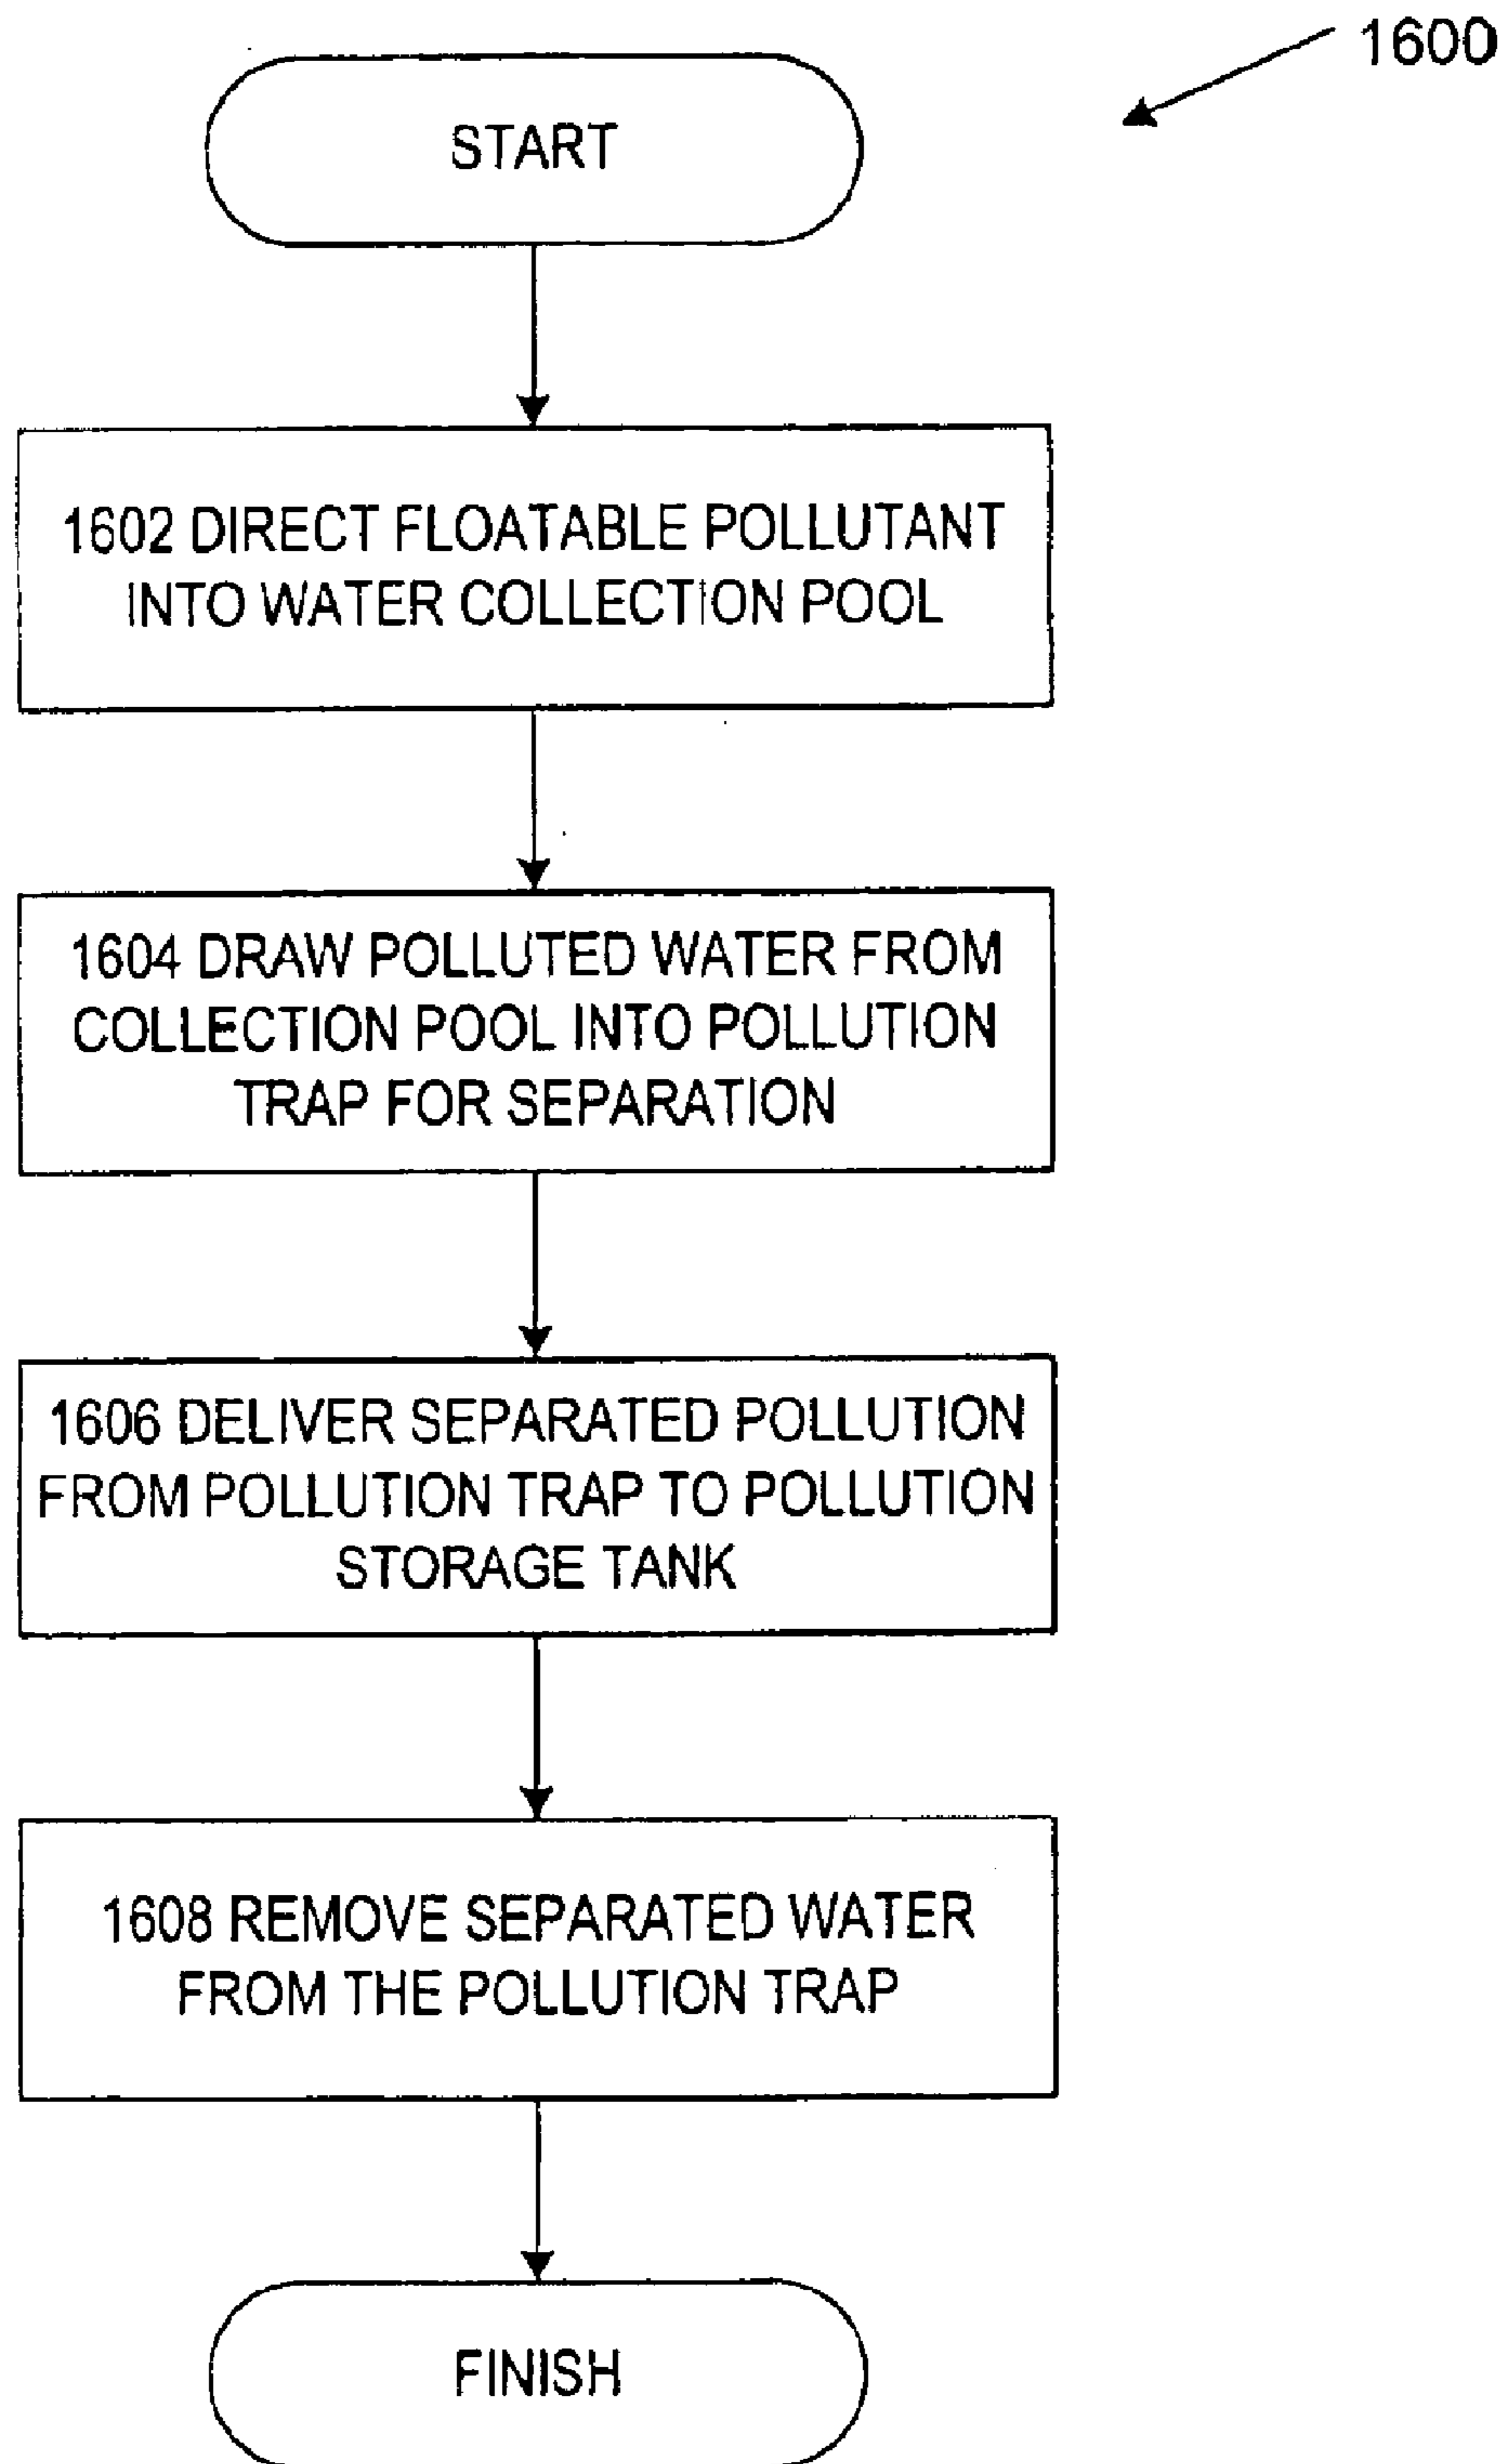 1600
START
1602 DIRECT FLOATABLE POLLUTANT
INTO WATER COLLECTION POOL
1604 DRAW POLLUTED WATER FROM
COLLECTION POOL INTO POLLUTION
TRAP FOR SEPARATION
1606 DELIVER SEPARATED POLLUTION
FROM POLLUTION TRAP TO POLLUTION
STORAGE TANK
1608 REMOVE SEPARATED WATER
FROM THE POLLUTION TRAP
FINISH